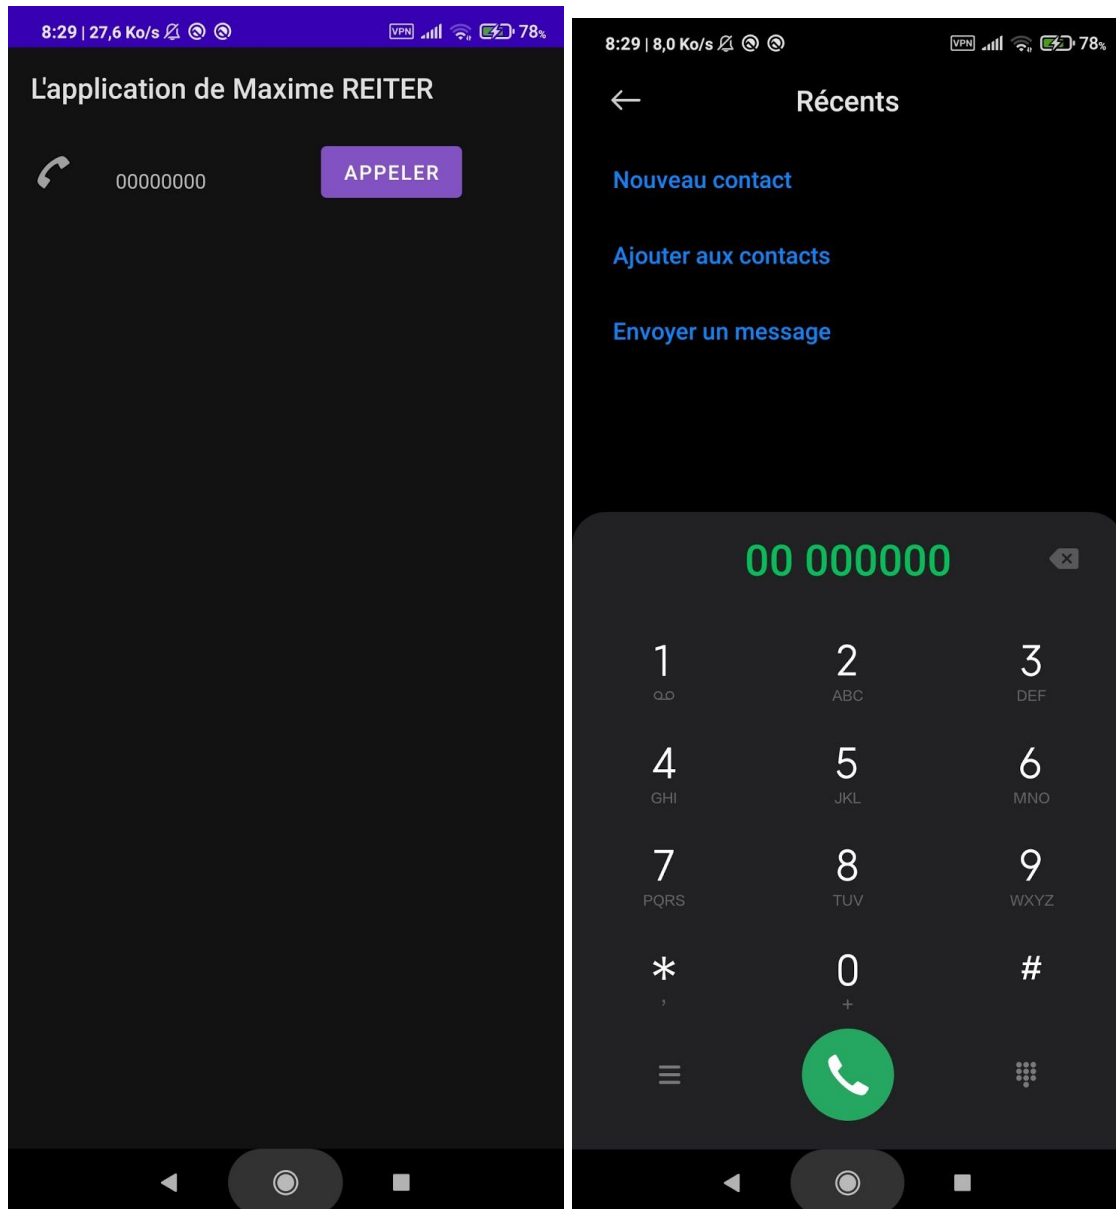 8:29 | 27,6 Ko/s
VPN
78%
L'application de Maxime REITER
00000000
APPELER
8:29 | 8,0 Ko/s
VPN
78%
Récents
Nouveau contact
Ajouter aux contacts
Envoyer un message
00 000000
1 2 3
ABC DEF
4 5 6
GHI JKL MNO
7 8 9
PQRS TUV WXYZ
* 0 #
, +